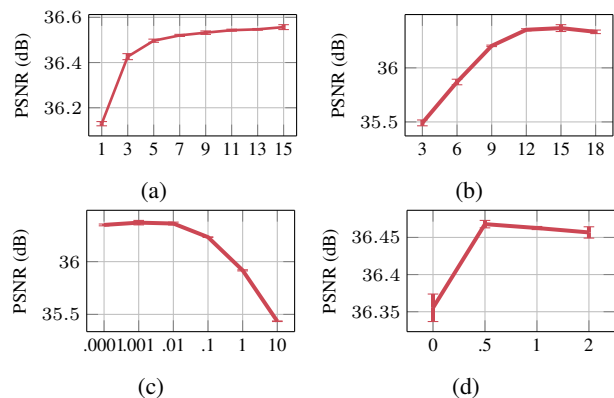 PSNR (dB)
36.6
36.4
36.2
1 3 5 7 9 11 13 15
(a)
PSNR (dB)
36
35.5
3 6 9 12 15 18
(b)
PSNR (dB)
36
35.5
.0001 .001 .01 .1 1 10
(c)
PSNR (dB)
36.45
36.4
36.35
0 .5 1 2
(d)